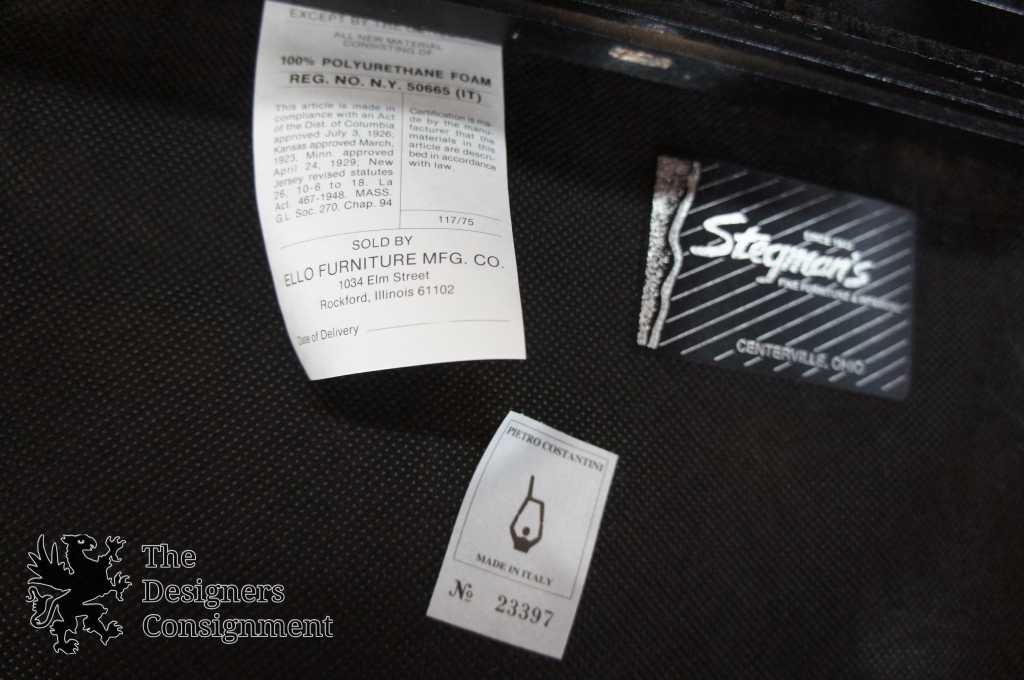 EXCEPT BY THE
ALL NEW MATERIAL
CONSISTING OF
100% POLYURETHANE FOAM
REG. NO. N.Y. 50665 (IT)
This article is made in
compliance with an Act
of the Dist. of Columbia
approved July 3, 1926;
Kansas approved March,
1923. Minn. approved
April 24, 1929; New
Jersey revised statutes
26, 10-6 to 18. La
Act. 467-1948. MASS.
G.L. Soc. 270, Chap. 94
Certification is ma-
de by the manu-
facturer that the
materials in this
article are descri-
bed in accordance
with law.
117/75
SOLD BY
ELLO FURNITURE MFG. CO.
1034 Elm Street
Rockford, Illinois 61102
Date of Delivery
Stegman's
FINE FURNITURE &
CENTERVILLE, OHIO
PIETRO COSTANTINI
MADE IN ITALY
№ 23397
The
Designers
Consignment